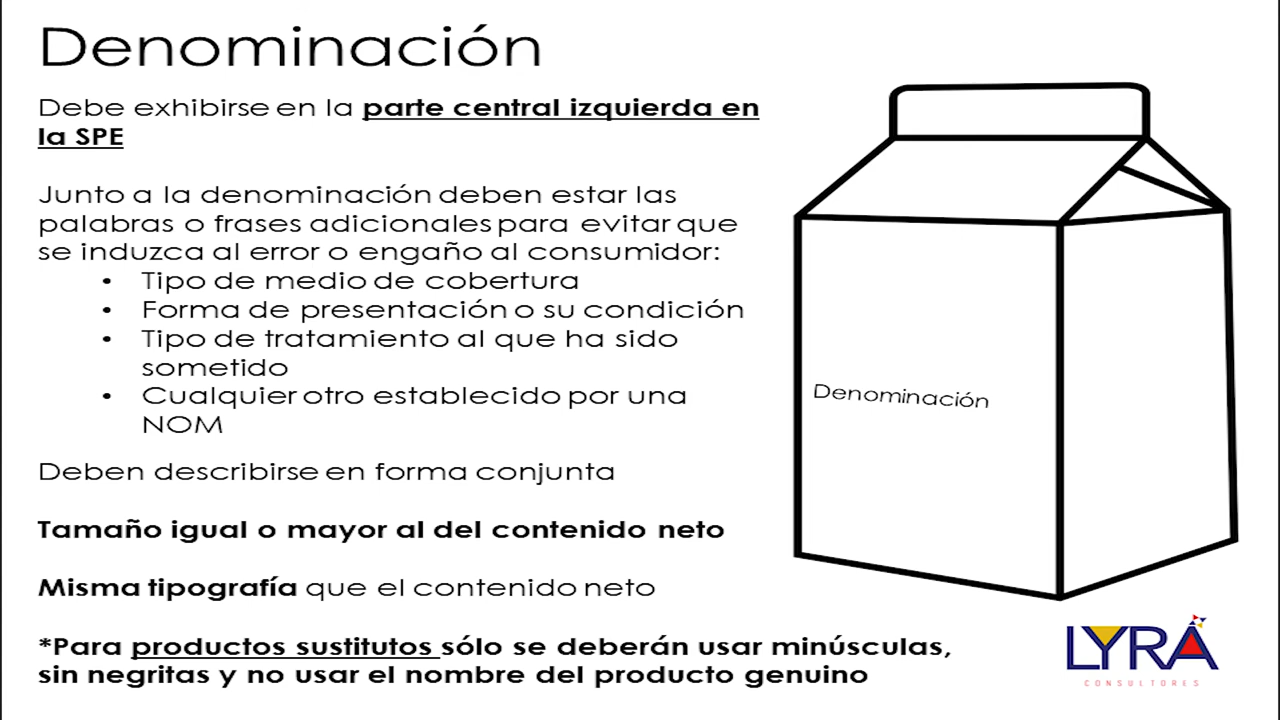 Denominación
Debe exhibirse en la parte central izquierda en
la SPE
Junto a la denominación deben estar las
palabras o frases adicionales para evitar que
se induzca al error o engaño al consumidor:
• Tipo de medio de cobertura
• Forma de presentación o su condición
• Tipo de tratamiento al que ha sido
sometido
• Cualquier otro establecido por una
NOM
Deben describirse en forma conjunta
Tamaño igual o mayor al del contenido neto
Misma tipografía que el contenido neto
*Para productos sustitutos sólo se deberán usar minúsculas,
sin negritas y no usar el nombre del producto genuino
Denominación
LYRA
CONSULTORES